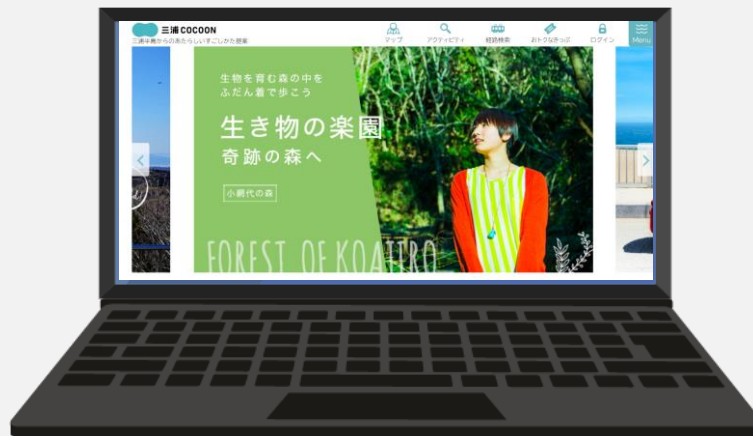 三浦 COCOON
三浦半島からのあたらしいすごしかた提案
マップ
アクティビティ
経路検索
おトクなきっぷ
ログイン
Menu
生物を育む森の中を
ふだん着で歩こう
生き物の楽園
奇跡の森へ
小網代の森
FOREST OF KOAJIRO